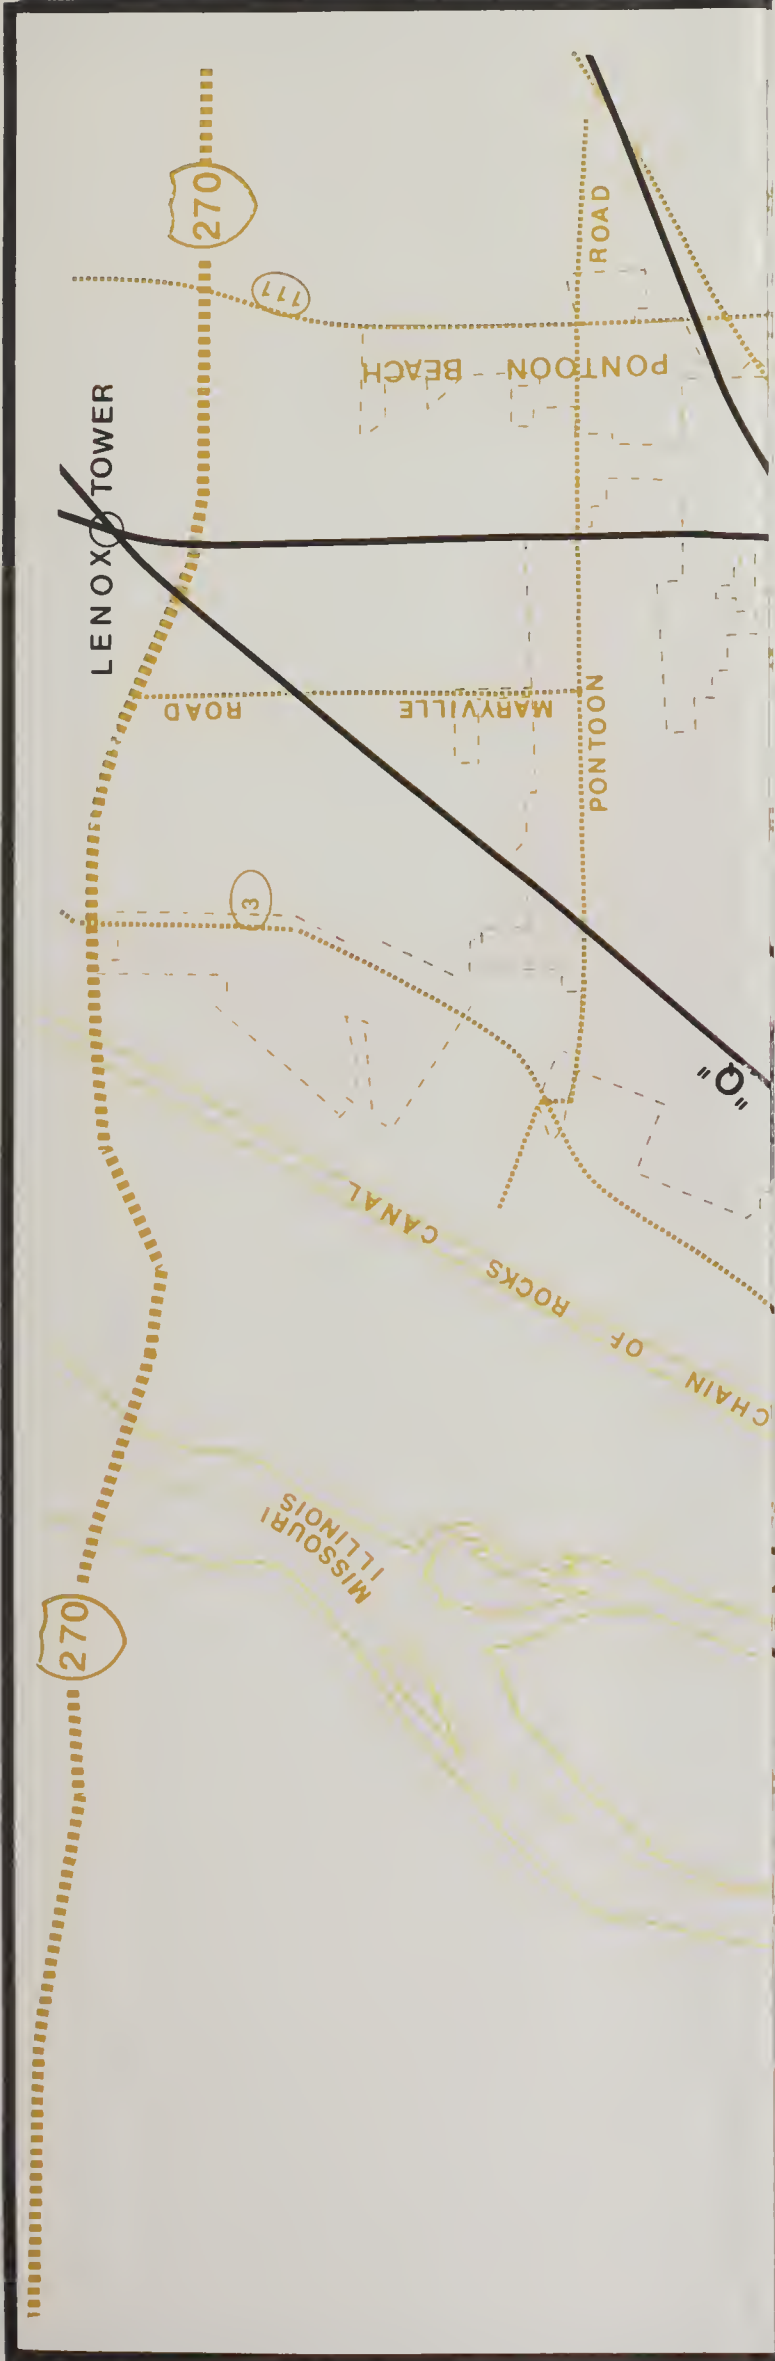 270
111
PONTOON BEACH
ROAD
LENOX TOWER
MARYVILLE ROAD
PONTOON
3
"Q"
CHAIN OF ROCKS CANAL
MISSOURI
ILLINOIS
270